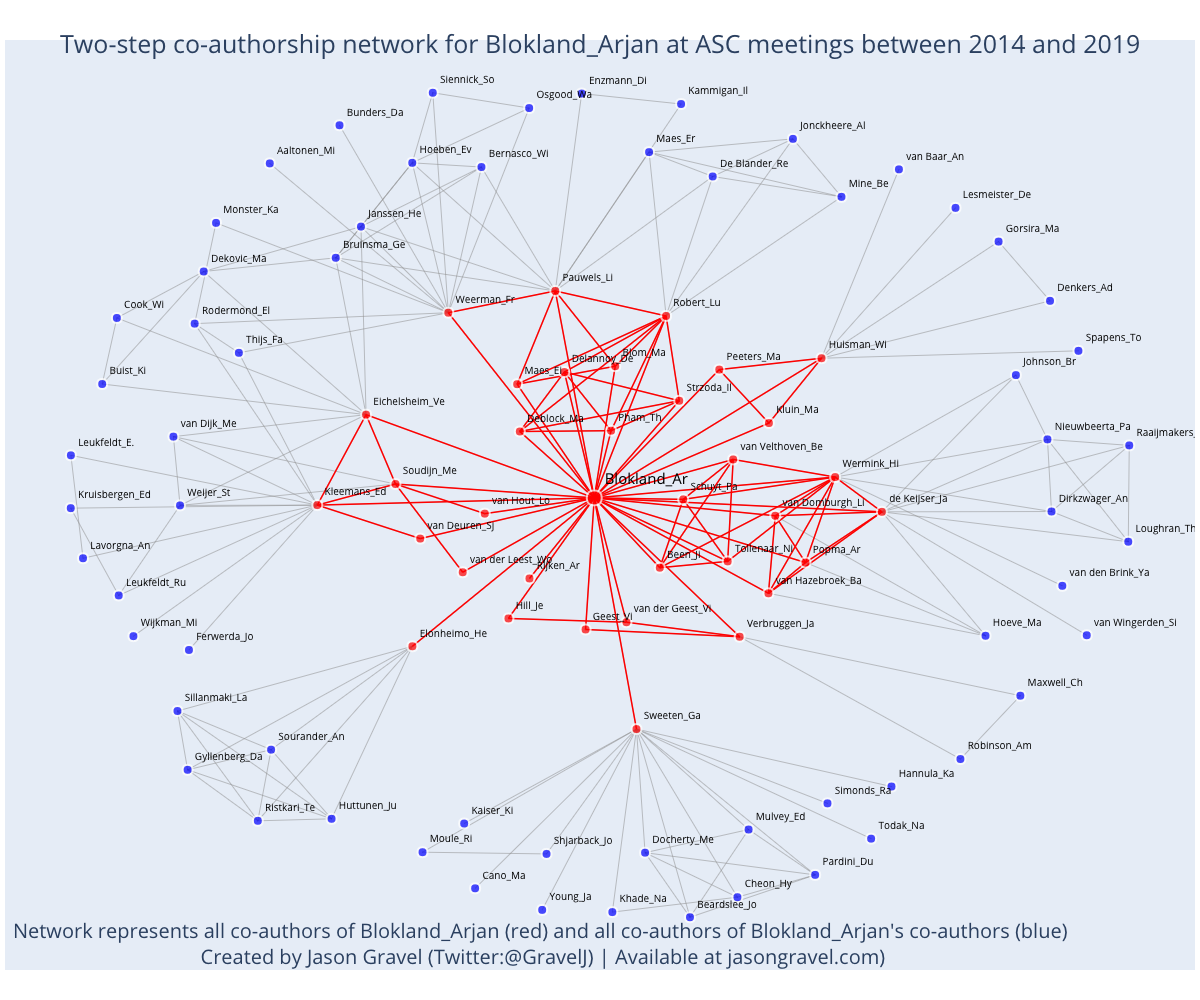 Two-step co-authorship network for Blokland_Arjan at ASC meetings between 2014 and 2019
Siennick_So
Enzmann_Di
Osgood_Wa
Kammigan_Il
Bunders_Da
Jonckheere_Al
Maes_Er
Hoeben_Ev
Bernasco_Wi
Aaltonen_Mi
De Blander_Re
van Baar_An
Mine_Be
Lesmeister_De
Monster_Ka
Janssen_He
Gorsira_Ma
Bruinsma_Ge
Dekovic_Ma
Pauwels_Li
Denkers_Ad
Weerman_Fr
Robert_Lu
Cook_Wi
Rodermond_El
Thijs_Fa
Huisman_Wi
Spapens_To
Blom_Ma
Delannoy_De
Peeters_Ma
Johnson_Br
Buist_Ki
Maes_El
Strzoda_Il
Eichelsheim_Ve
Kluin_Ma
van Dijk_Me
Deblock_Ma
Pham_Th
Nieuwbeerta_Pa
Raaijmakers_
Leukfeldt_E.
van Velthoven_Be
Wermink_Hi
Soudijn_Me
Blokland_Ar
Schuyt_Pa
Kruisbergen_Ed
Weijer_St
Kleemans_Ed
van Hout_Lo
van Domburgh_Li
de Keijser_Ja
Dirkzwager_An
van Deuren_Sj
Loughran_Th
Lavorgna_An
van der Leest_Wo
Rijken_Ar
Been_Ji
Tollenaar_Ni
Popma_Ar
van Hazebroek_Ba
van den Brink_Ya
Leukfeldt_Ru
Hill_Je
Geest_Vi
van der Geest_Vi
Verbruggen_Ja
Hoeve_Ma
van Wingerden_Si
Wijkman_Mi
Ferwerda_Jo
Elonheimo_He
Maxwell_Ch
Sillanmaki_La
Sweeten_Ga
Sourander_An
Gyllenberg_Da
Robinson_Am
Hannula_Ka
Ristkari_Te
Huttunen_Ju
Kaiser_Ki
Simonds_Ra
Mulvey_Ed
Moule_Ri
Shjarback_Jo
Docherty_Me
Todak_Na
Cano_Ma
Pardini_Du
Young_Ja
Khade_Na
Cheon_Hy
Beardslee_Jo
Network represents all co-authors of Blokland_Arjan (red) and all co-authors of Blokland_Arjan's co-authors (blue)
Created by Jason Gravel (Twitter:@GravelJ) | Available at jasongravel.com)